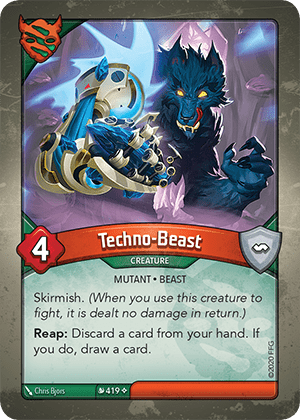 4
Techno-Beast
CREATURE
MUTANT • BEAST
Skirmish. (When you use this creature to
fight, it is dealt no damage in return.)
Reap: Discard a card from your hand. If
you do, draw a card.
Chris Bjors
419
©2020 FFG